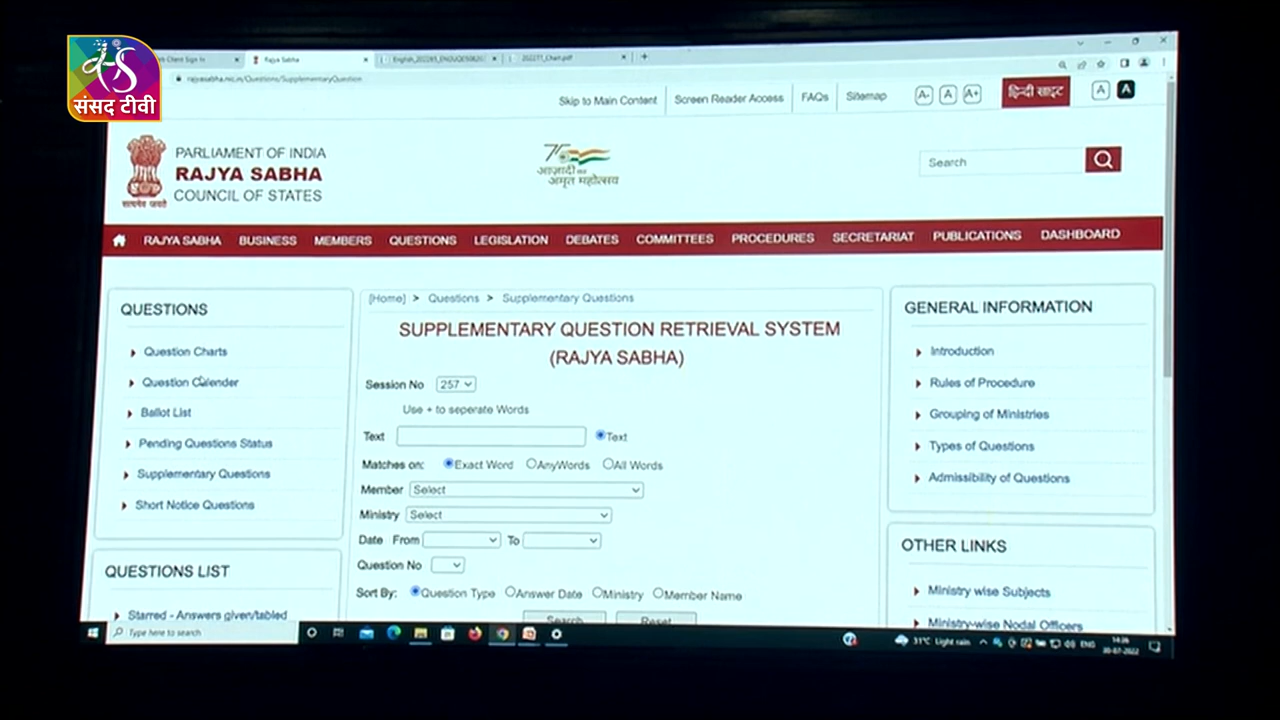 संसद टीवी
Client Sign In
Rajya Sabha
rajyasabha.nic.in/Questions/SupplementaryQuestion
Skip to Main Content
Screen Reader Access
FAQs
Sitemap
A- A A+
हिन्दी साइट
A A
सत्यमेव जयते
PARLIAMENT OF INDIA
RAJYA SABHA
COUNCIL OF STATES
75
आज़ादी का
अमृत महोत्सव
Search
RAJYA SABHA BUSINESS MEMBERS QUESTIONS LEGISLATION DEBATES COMMITTEES PROCEDURES SECRETARIAT PUBLICATIONS DASHBOARD
QUESTIONS
Question Charts
Question Calender
Ballot List
Pending Questions Status
Supplementary Questions
Short Notice Questions
QUESTIONS LIST
Starred - Answers given/tabled
[Home] > Questions > Supplementary Questions
SUPPLEMENTARY QUESTION RETRIEVAL SYSTEM
(RAJYA SABHA)
Session No 257
Use + to seperate Words
Text Text
Matches on: Exact Word AnyWords All Words
Member Select
Ministry Select
Date From To
Question No
Sort By: Question Type Answer Date Ministry Member Name
Search Reset
GENERAL INFORMATION
Introduction
Rules of Procedure
Grouping of Ministries
Types of Questions
Admissibility of Questions
OTHER LINKS
Ministry wise Subjects
Ministry-wise Nodal Officers
Type here to search
31°C Light rain
ENG